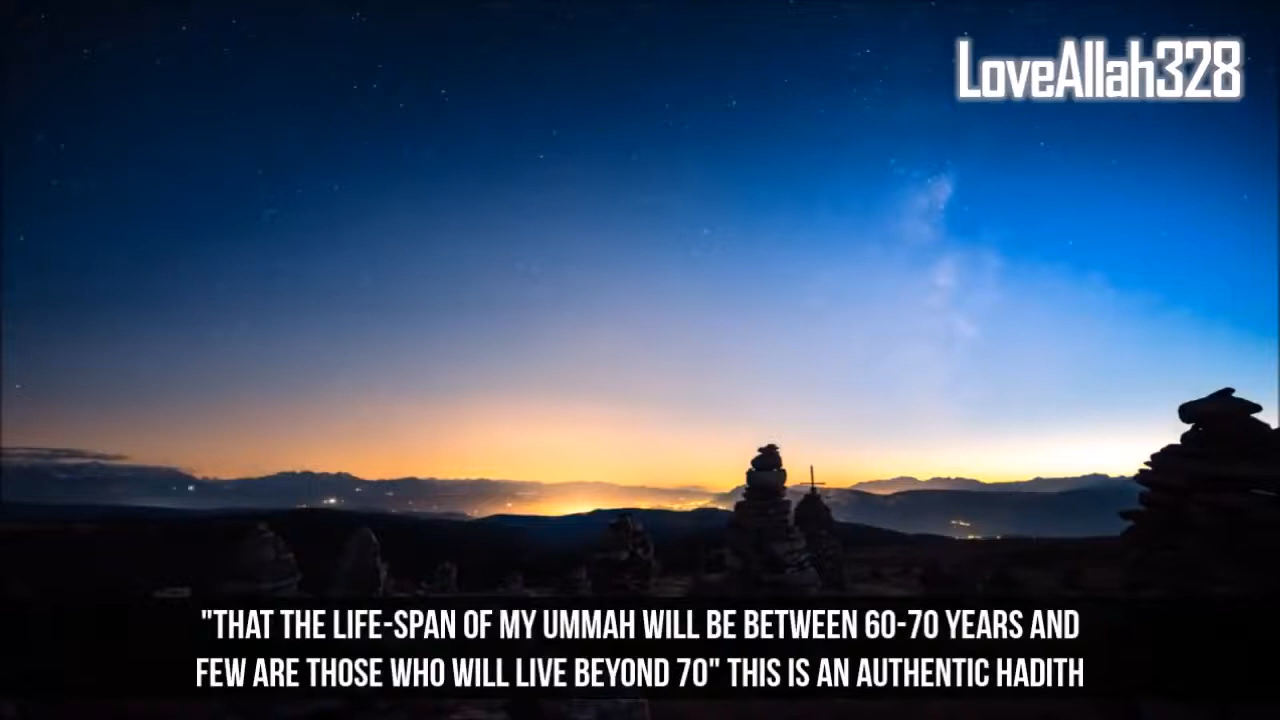 LoveAllah328
"THAT THE LIFE-SPAN OF MY UMMAH WILL BE BETWEEN 60-70 YEARS AND
FEW ARE THOSE WHO WILL LIVE BEYOND 70" THIS IS AN AUTHENTIC HADITH